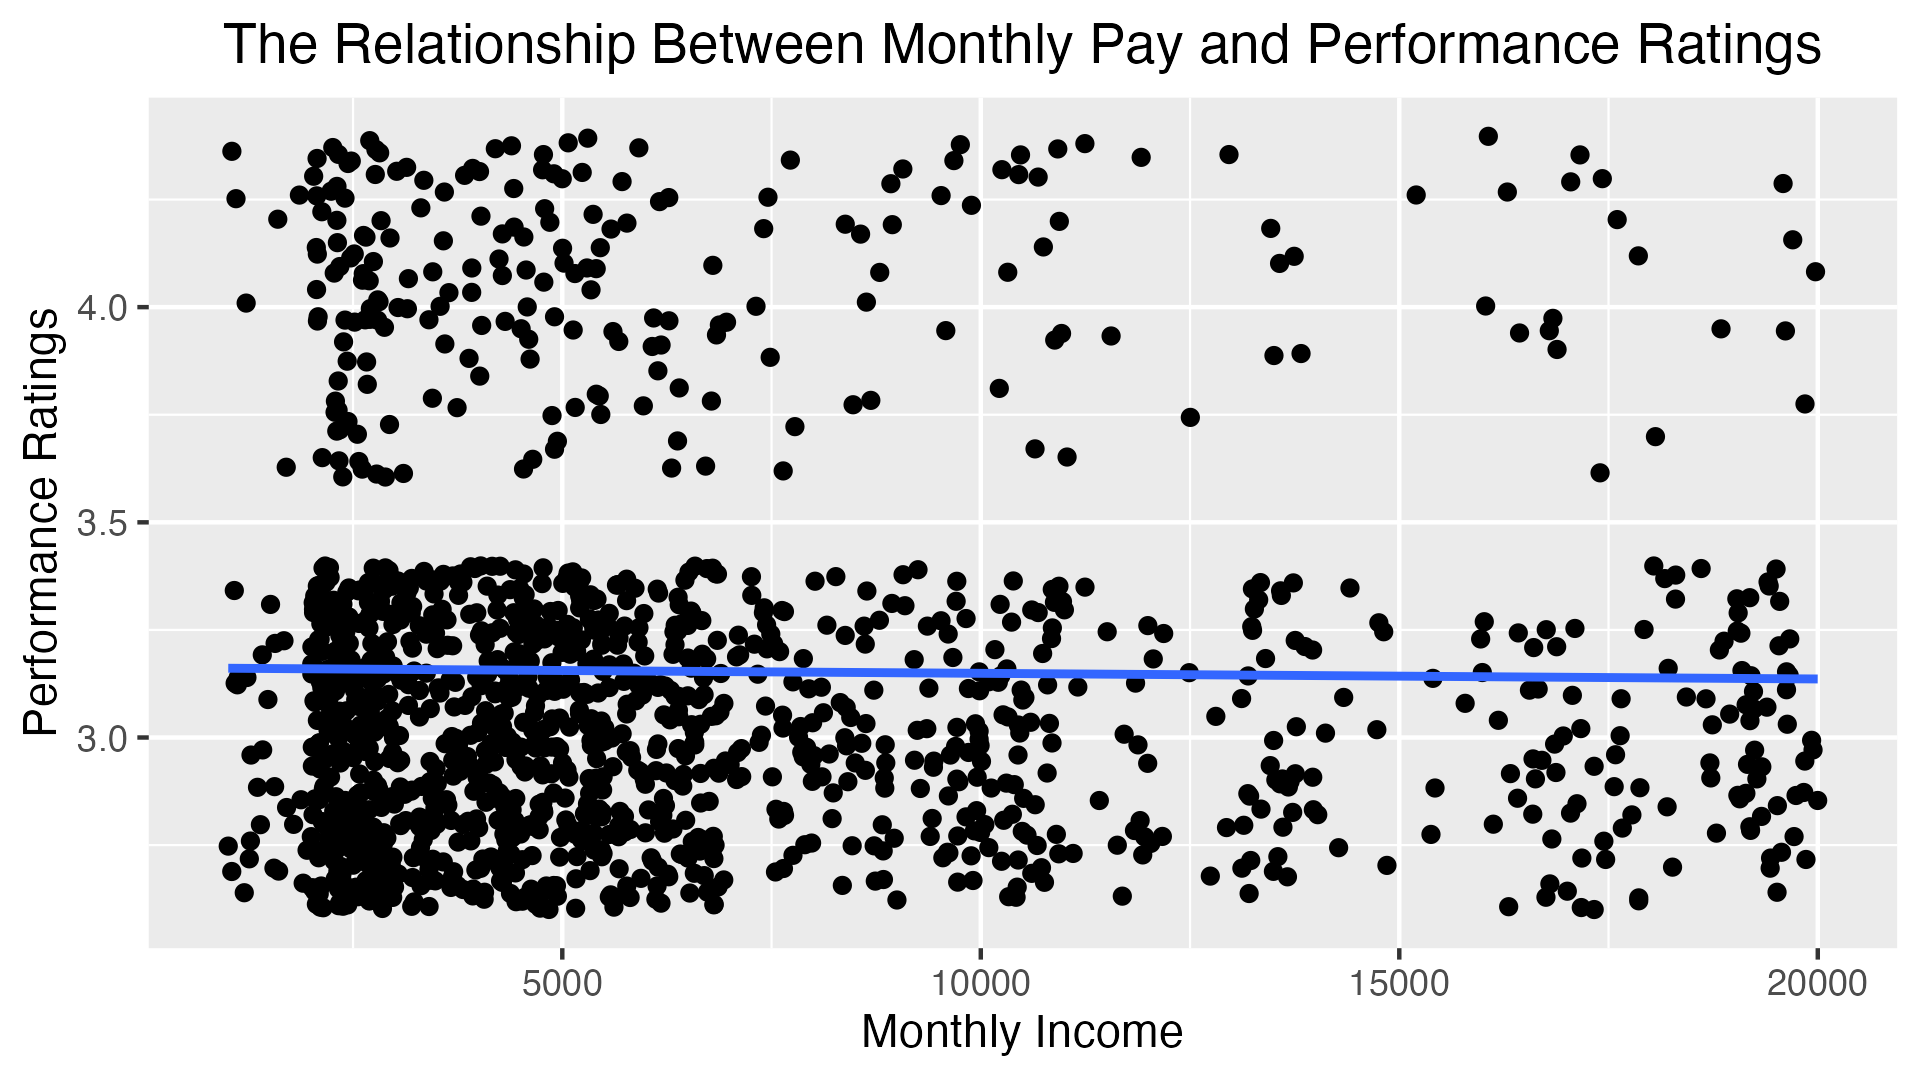 The Relationship Between Monthly Pay and Performance Ratings
Performance Ratings
4.0
3.5
3.0
5000 10000 15000 20000
Monthly Income